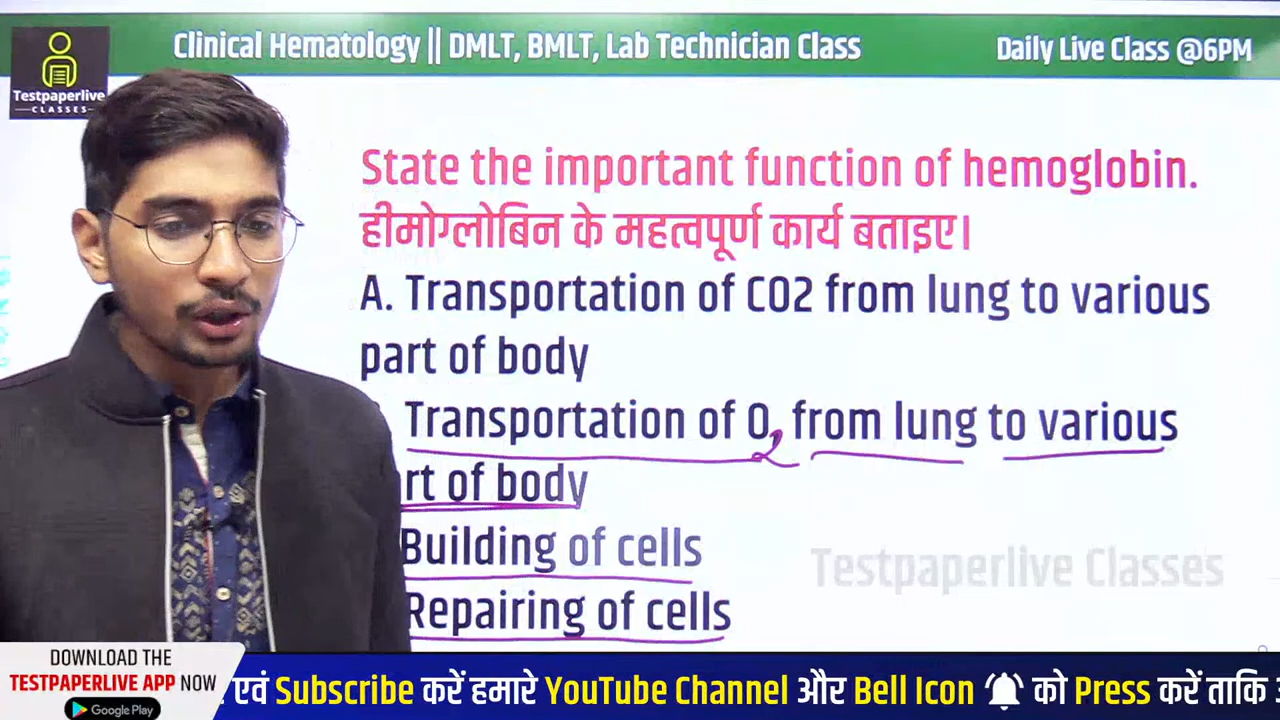 Clinical Hematology || DMLT, BMLT, Lab Technician Class
Daily Live Class @6PM
Testpaperlive
CLASSES
State the important function of hemoglobin.
हीमोग्लोबिन के महत्वपूर्ण कार्य बताइए।
A. Transportation of CO2 from lung to various
part of body
Transportation of O2 from lung to various
rt of body
Building of cells
Repairing of cells
Testpaperlive Classes
DOWNLOAD THE
TESTPAPERLIVE APP NOW
Google Play
एवं Subscribe करें हमारे YouTube Channel और Bell Icon को Press करें ताकि